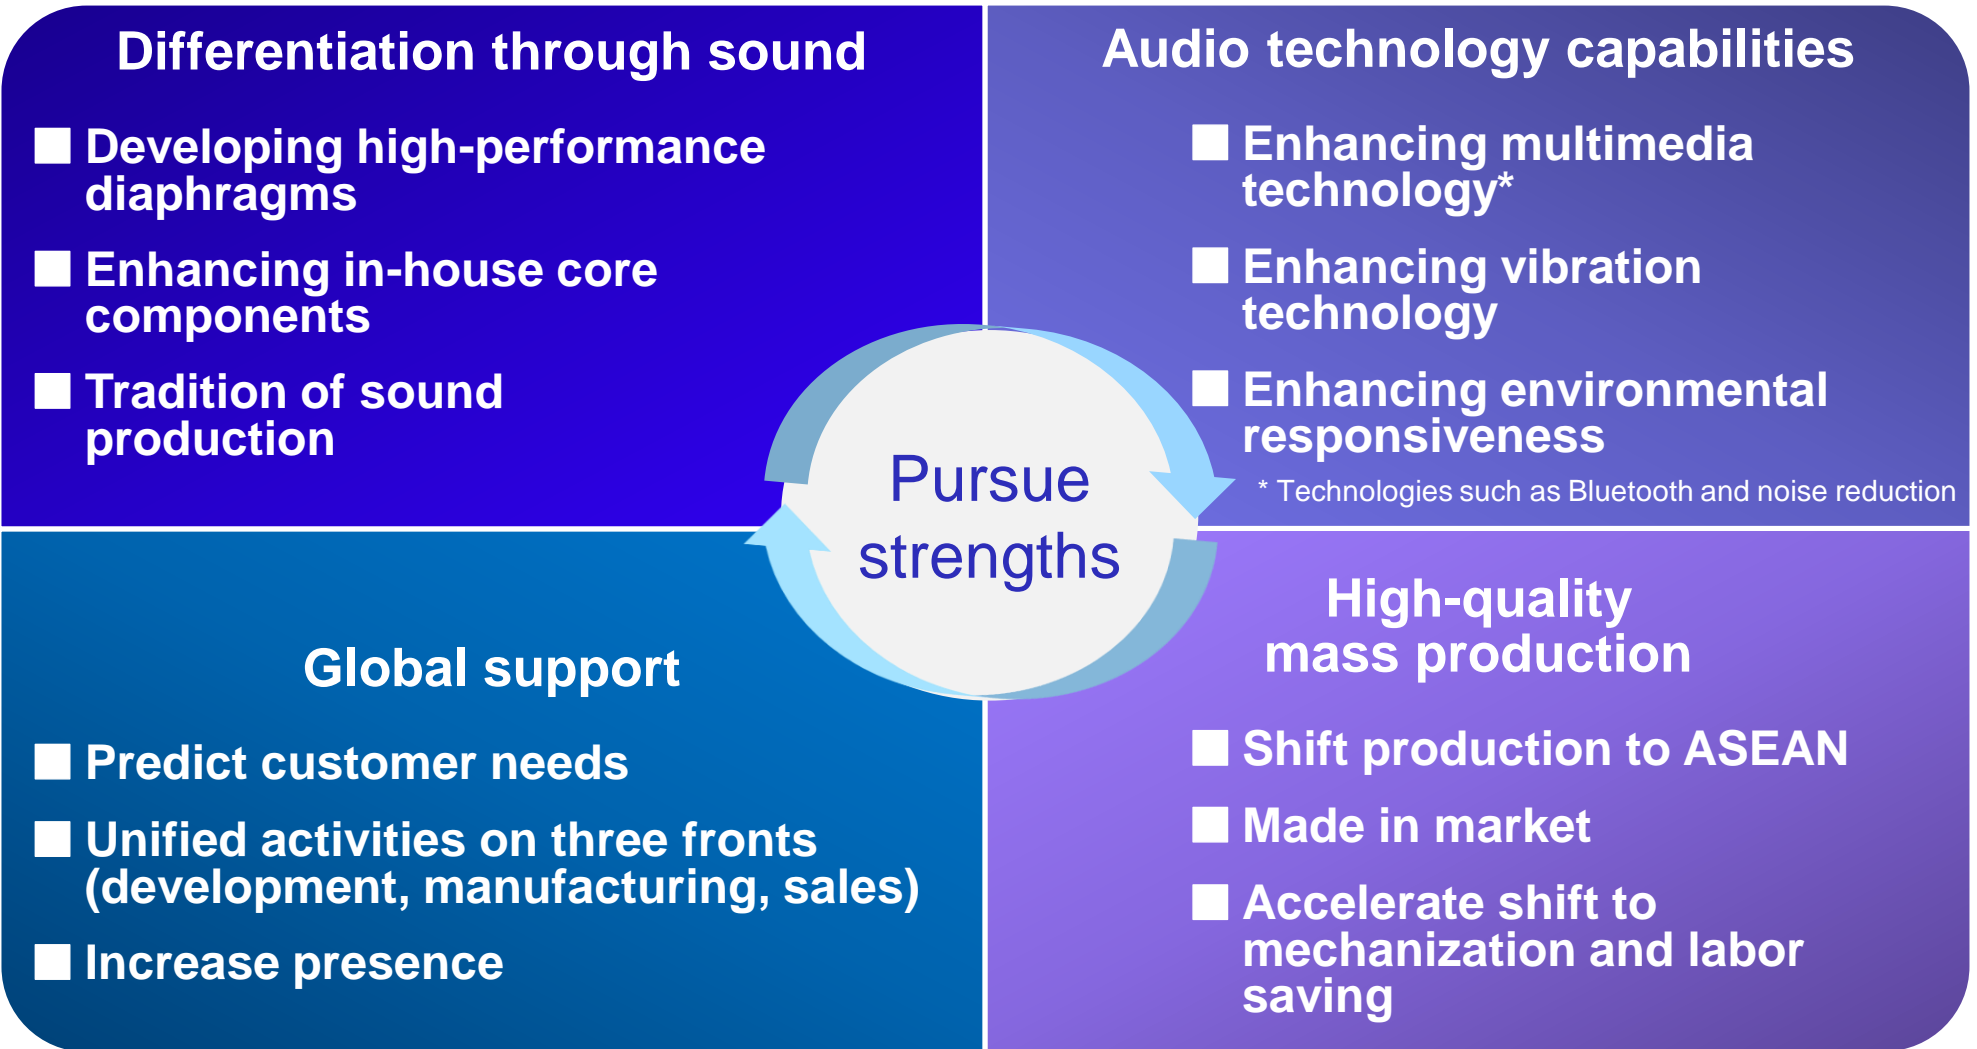 Differentiation through sound
■ Developing high-performance
diaphragms
■ Enhancing in-house core
components
■ Tradition of sound
production
Audio technology capabilities
■ Enhancing multimedia
technology*
■ Enhancing vibration
technology
■ Enhancing environmental
responsiveness
* Technologies such as Bluetooth and noise reduction
Pursue
strengths
Global support
■ Predict customer needs
■ Unified activities on three fronts
(development, manufacturing, sales)
■ Increase presence
High-quality
mass production
■ Shift production to ASEAN
■ Made in market
■ Accelerate shift to
mechanization and labor
saving